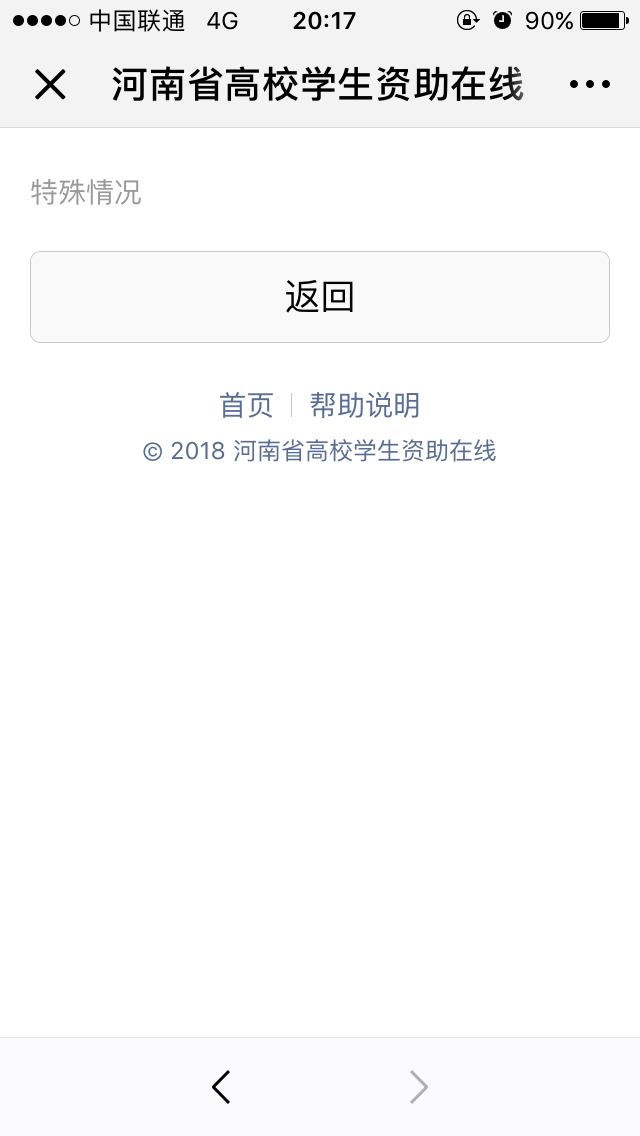 中国联通 4G 20:17 90%
河南省高校学生资助在线
特殊情况
返回
首页 帮助说明
© 2018 河南省高校学生资助在线